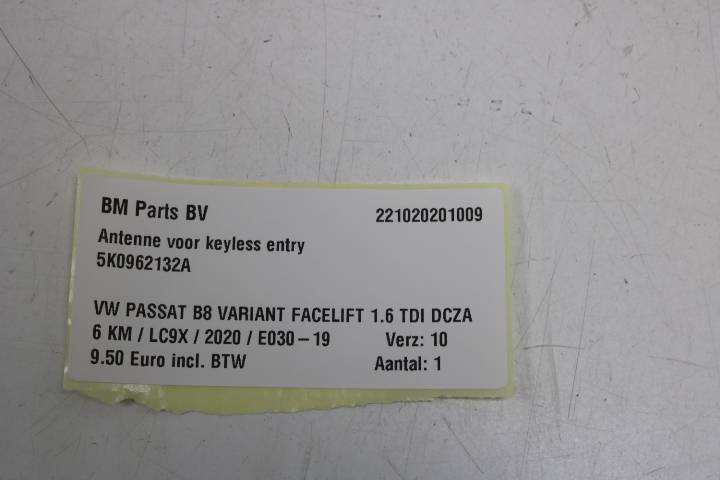 BM Parts BV 221020201009
Antenne voor keyless entry
5K0962132A
VW PASSAT B8 VARIANT FACELIFT 1.6 TDI DCZA
6 KM / LC9X / 2020 / E030-19 Verz: 10
9.50 Euro incl. BTW Aantal: 1